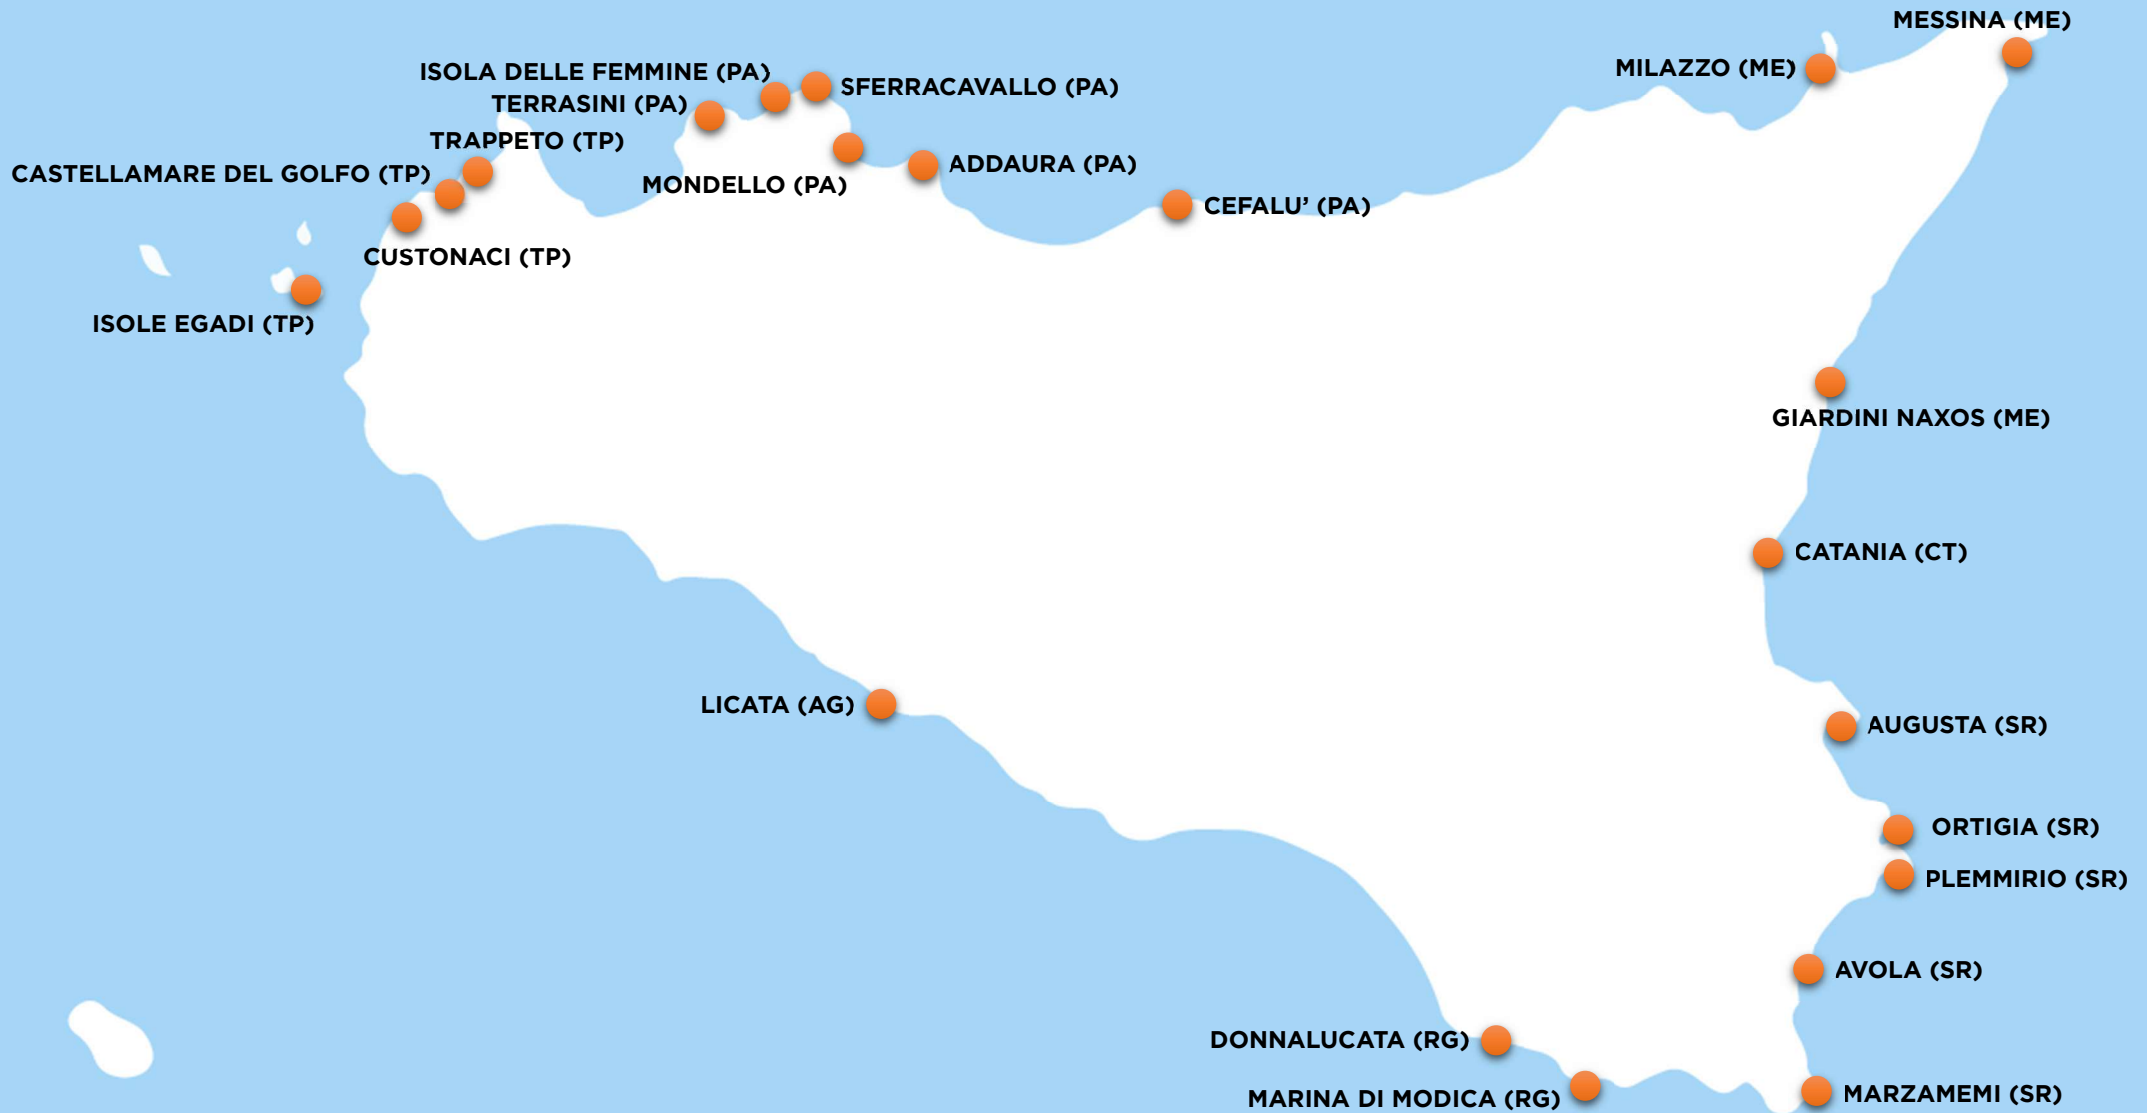 MESSINA (ME)
MILAZZO (ME)
ISOLA DELLE FEMMINE (PA)
SFERRACAVALLO (PA)
TERRASINI (PA)
TRAPPETO (TP)
CASTELLAMARE DEL GOLFO (TP)
ADDAURA (PA)
MONDELLO (PA)
CEFALU’ (PA)
CUSTONACI (TP)
ISOLE EGADI (TP)
GIARDINI NAXOS (ME)
CATANIA (CT)
LICATA (AG)
AUGUSTA (SR)
ORTIGIA (SR)
PLEMMIRIO (SR)
AVOLA (SR)
DONNALUCATA (RG)
MARINA DI MODICA (RG)
MARZAMEMI (SR)